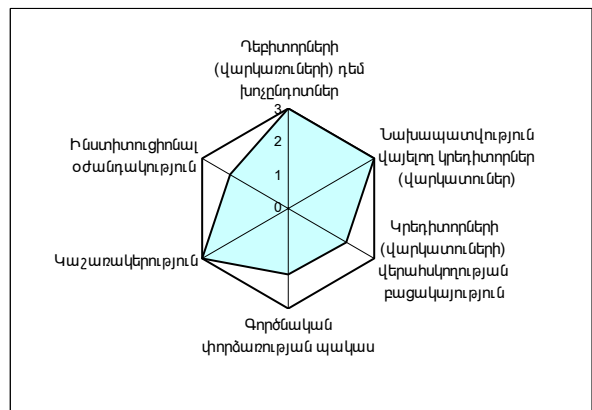 Դեբիտորների
(վարկառուների) դեմ
խոչընդոտներ
3
2
1
0
Նախապատվություն
վայելող կրեդիտորներ
(վարկատուներ)
Կրեդիտորների
(վարկատուների)
վերահսկողության
բացակայություն
Գործնական
փորձառության պակաս
Կաշառակերություն
Ինստիտուցիոնալ
օժանդակություն